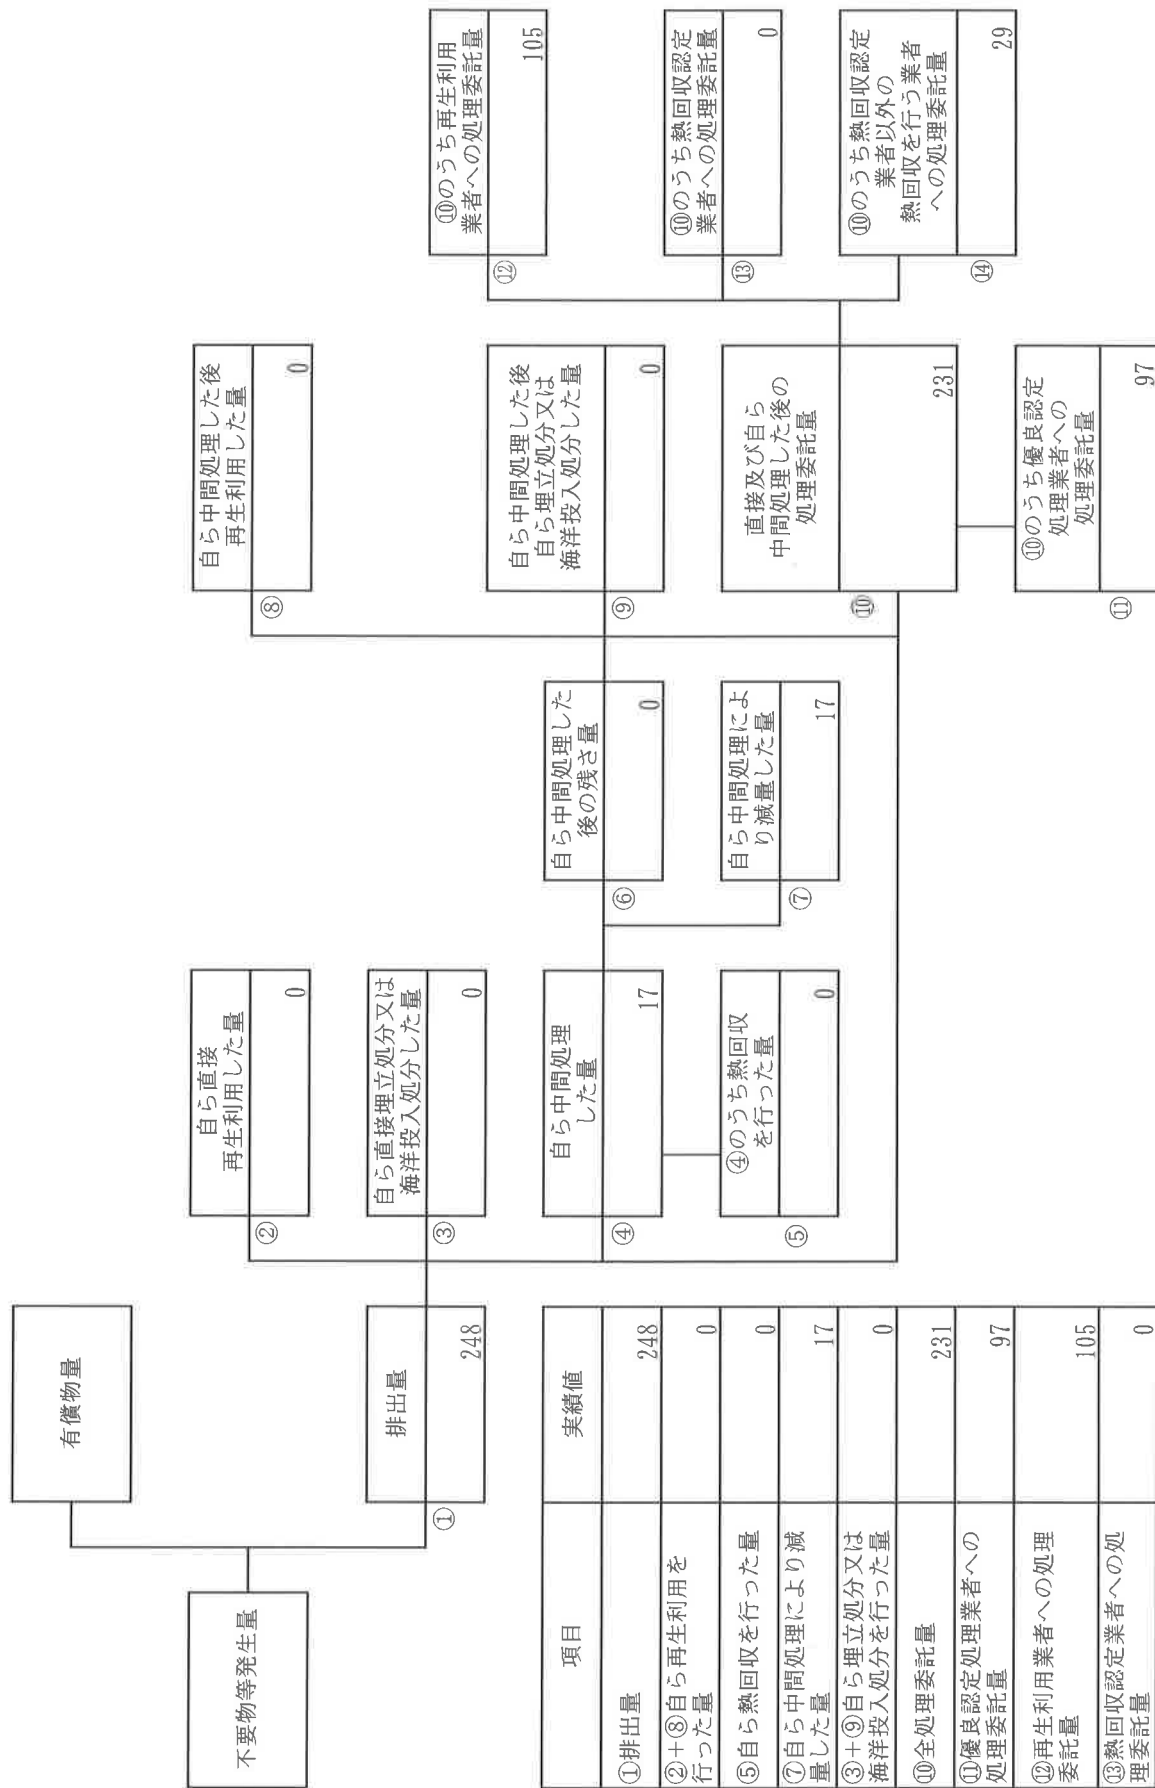 不要物等発生量
有償物量
①
排出量
248
②
自ら直接
再生利用した量
0
③
自ら直接埋立処分又は
海洋投入処分した量
0
④
自ら中間処理
した量
17
⑤
④のうち熱回収
を行った量
0
⑥
自ら中間処理した
後の残さ量
0
⑦
自ら中間処理によ
り減量した量
17
⑧
自ら中間処理した後
再生利用した量
0
⑨
自ら中間処理した後
自ら埋立処分又は
海洋投入処分した量
0
⑩
直接及び自ら
中間処理した後の
処理委託量
231
⑪
⑩のうち優良認定
処理業者への
処理委託量
97
⑫
⑩のうち再生利用
業者への処理委託量
105
⑬
⑩のうち熱回収認定
業者への処理委託量
0
⑭
⑩のうち熱回収認定
業者以外の
熱回収を行う業者
への処理委託量
29
項目
実績値
①排出量
248
②+⑧自ら再生利用を
行った量
0
⑤自ら熱回収を行った量
0
⑦自ら中間処理により減
量した量
17
③+⑨自ら埋立処分又は
海洋投入処分を行った量
0
⑩全処理委託量
231
⑪優良認定処理業者への
処理委託量
97
⑫再生利用業者への処理
委託量
105
⑬熱回収認定業者への処
理委託量
0